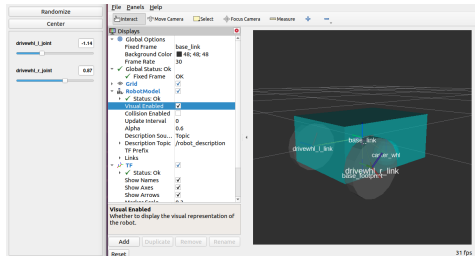 Randomize
Center
drivewhl_l_joint -1.14
drivewhl_r_joint 0.87
File Panels Help
Interact Move Camera Select Focus Camera Measure
Displays
Global Options
Fixed Frame base_link
Background Color 48; 48; 48
Frame Rate 30
Global Status: Ok
Fixed Frame OK
Grid
RobotModel
Status: Ok
Visual Enabled
Collision Enabled
Update Interval 0
Alpha 0.6
Description Sou... Topic
Description Topic /robot_description
TF Prefix
Links
TF
Status: Ok
Show Names
Show Axes
Show Arrows
Visual Enabled
Whether to display the visual representation of
the robot.
Add Duplicate Remove Rename
Reset
31 fps
base_link
drivewhl_l_link
caster_whl
drivewhl_r_link
base_footprint